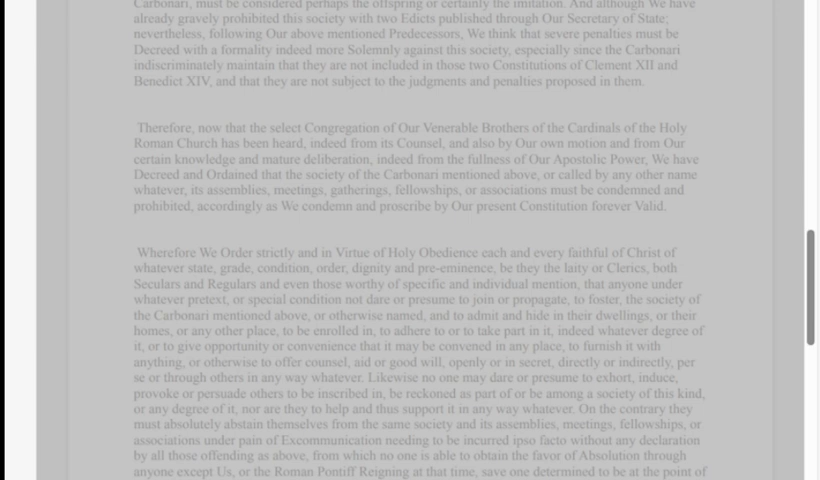 Carbonari, must be considered perhaps the offspring or certainly the imitation. And although We have
already gravely prohibited this society with two Edicts published through Our Secretary of State;
nevertheless, following Our above mentioned Predecessors, We think that severe penalties must be
Decreed with a formality indeed more Solemnly against this society, especially since the Carbonari
indiscriminately maintain that they are not included in those two Constitutions of Clement XII and
Benedict XIV, and that they are not subject to the judgments and penalties proposed in them.
Therefore, now that the select Congregation of Our Venerable Brothers of the Cardinals of the Holy
Roman Church has been heard, indeed from its Counsel, and also by Our own motion and from Our
certain knowledge and mature deliberation, indeed from the fullness of Our Apostolic Power, We have
Decreed and Ordained that the society of the Carbonari mentioned above, or called by any other name
whatever, its assemblies, meetings, gatherings, fellowships, or associations must be condemned and
prohibited, accordingly as We condemn and proscribe by Our present Constitution forever Valid.
Wherefore We Order strictly and in Virtue of Holy Obedience each and every faithful of Christ of
whatever state, grade, condition, order, dignity and pre-eminence, be they the laity or Clerics, both
Seculars and Regulars and even those worthy of specific and individual mention, that anyone under
whatever pretext, or special condition not dare or presume to join or propagate, to foster, the society of
the Carbonari mentioned above, or otherwise named, and to admit and hide in their dwellings, or their
homes, or any other place, to be enrolled in, to adhere to or to take part in it, indeed whatever degree of
it, or to give opportunity or convenience that it may be convened in any place, to furnish it with
anything, or otherwise to offer counsel, aid or good will, openly or in secret, directly or indirectly, per
se or through others in any way whatever. Likewise no one may dare or presume to exhort, induce,
provoke or persuade others to be inscribed in, be reckoned as part of or be among a society of this kind,
or any degree of it, nor are they to help and thus support it in any way whatever. On the contrary they
must absolutely abstain themselves from the same society and its assemblies, meetings, fellowships, or
associations under pain of Excommunication needing to be incurred ipso facto without any declaration
by all those offending as above, from which no one is able to obtain the favor of Absolution through
anyone except Us, or the Roman Pontiff Reigning at that time, save one determined to be at the point of